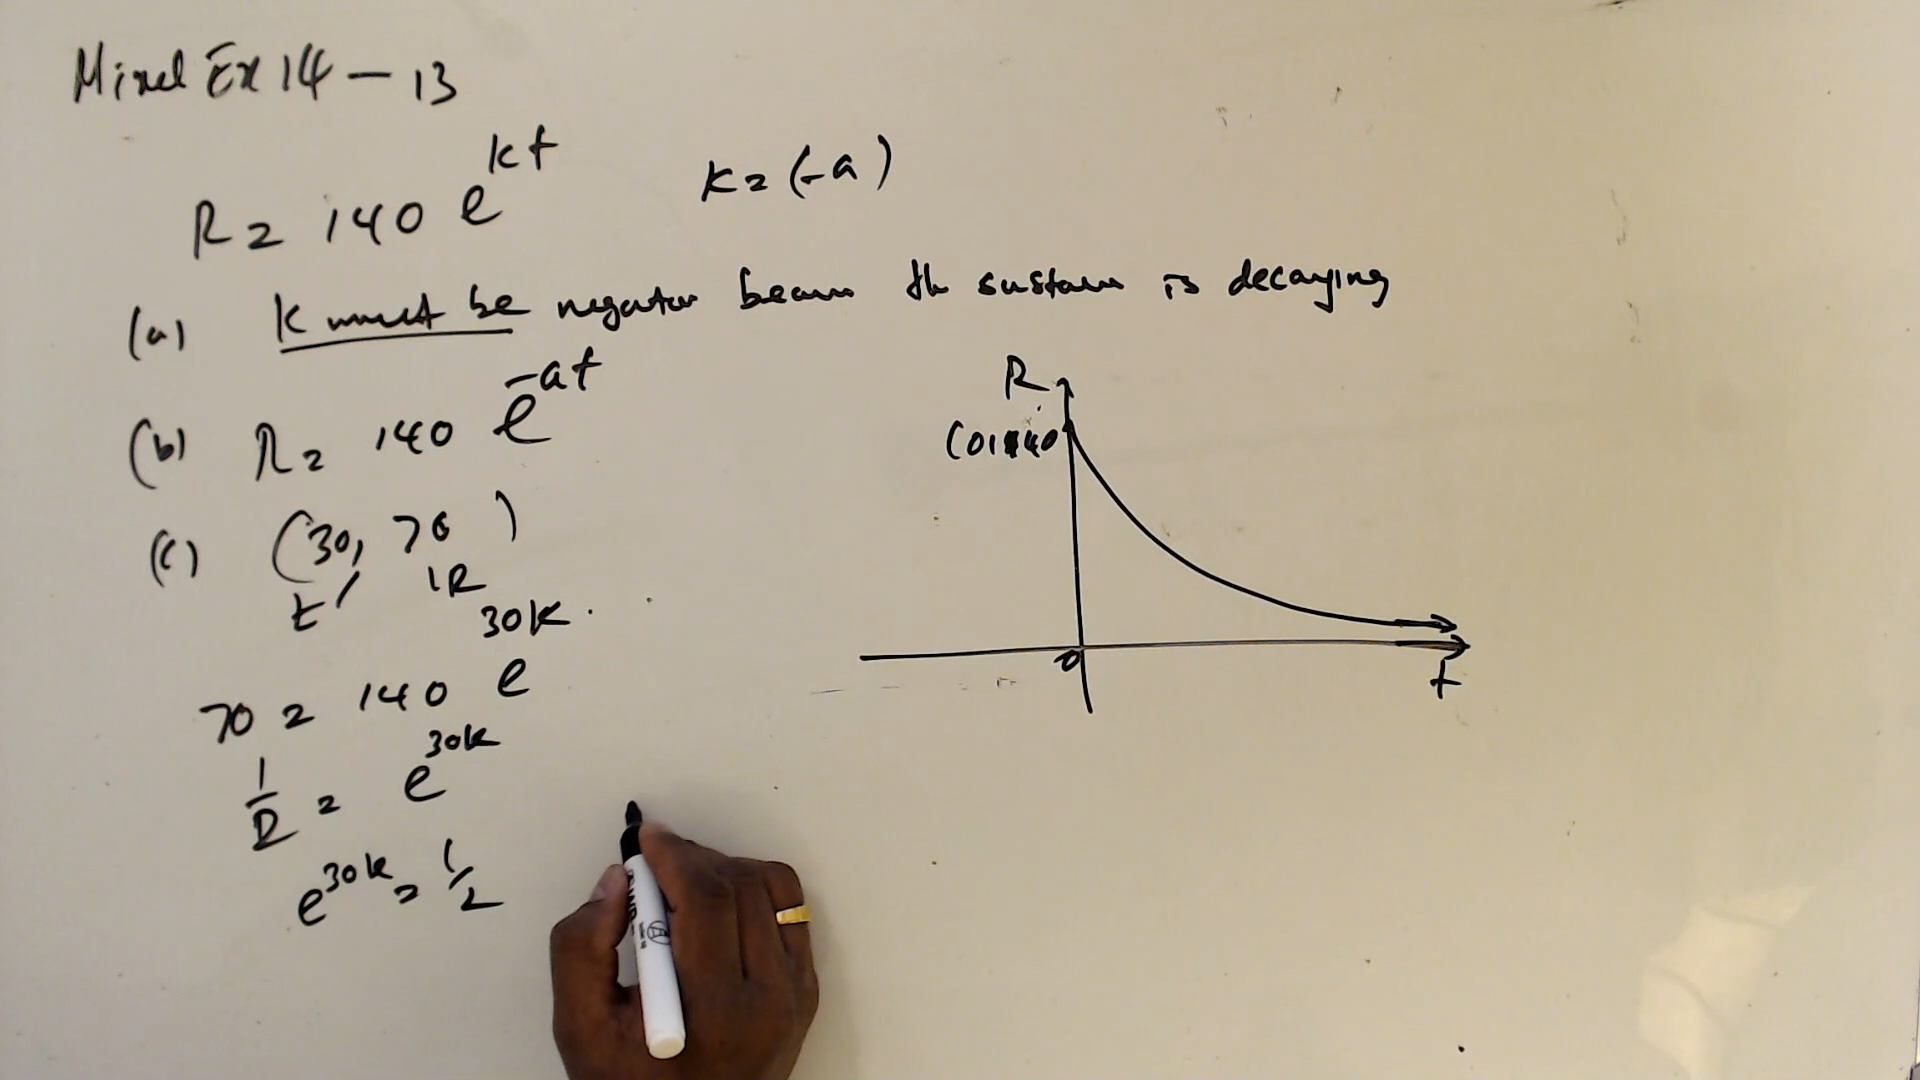 Mixed Ex 14 - 13
R = 140 e^kt
k = (-a)
(a) k must be negative because the sustance is decaying
(b) R = 140 e^-at
R
(0,140
0
t
(c) (30, 70)
t R
70 = 140 e^30k
1/2 = e^30k
e^30k = 1/2